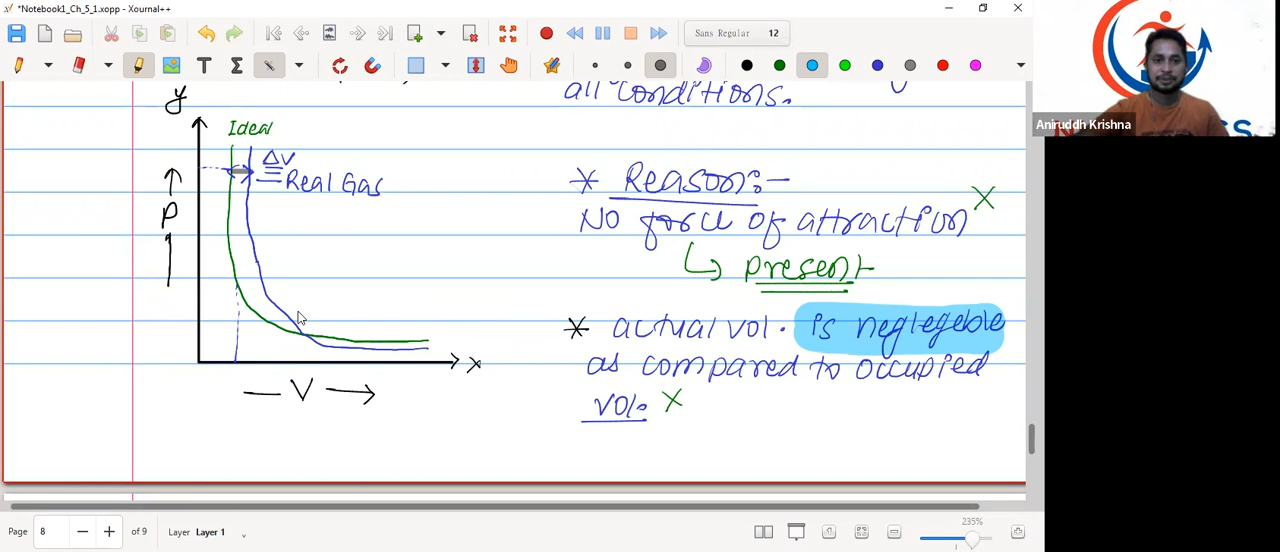 *Notebook1_Ch_5_1.xopp - Xournal++
Sans Regular 12
Aniruddh Krishna
y
Ideal
ΔV
Real Gas
P
V
x
all conditions.
* Reason:-
No force of attraction X
present
* actual vol. is neglegeble
as compared to occupied
vol. X
Page 8 of 9 Layer Layer 1
235%